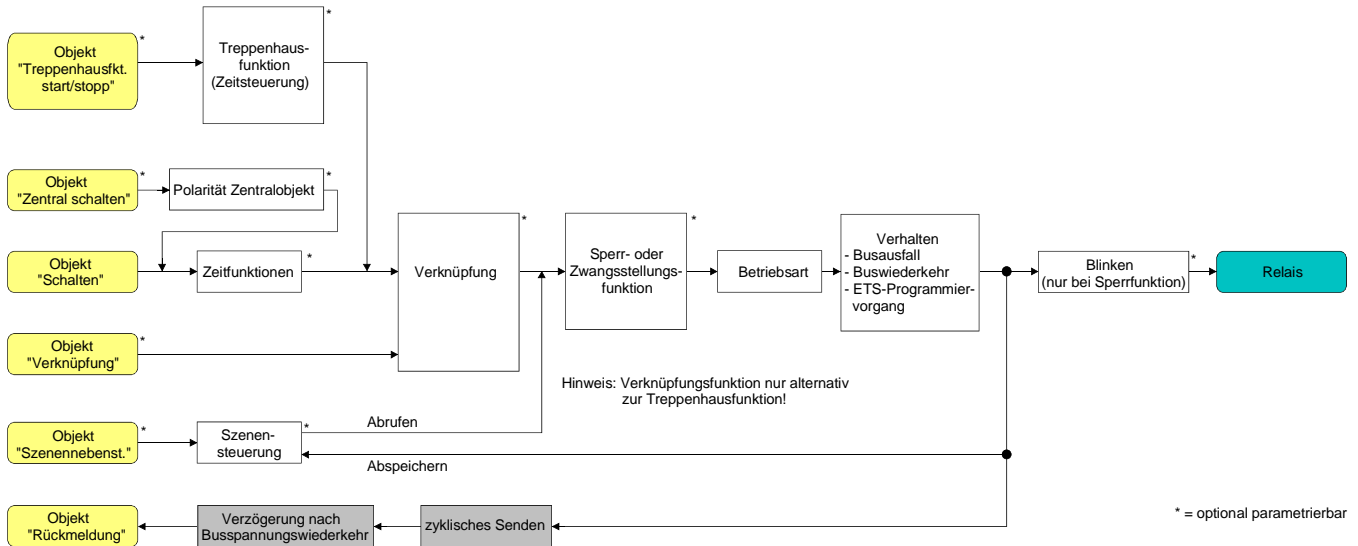 *
Objekt
"Treppenhausfkt.
start/stopp"
*
Treppenhaus-
funktion
(Zeitsteuerung)
*
Objekt
"Zentral schalten"
*
Polarität Zentralobjekt
*
Objekt
"Schalten"
*
Zeitfunktionen
*
Verknüpfung
*
Sperr- oder
Zwangsstellungs-
funktion
Betriebsart
Verhalten
- Busausfall
- Buswiederkehr
- ETS-Programmier-
vorgang
*
Blinken
(nur bei Sperrfunktion)
Relais
*
Objekt
"Verknüpfung"
Hinweis: Verknüpfungsfunktion nur alternativ
zur Treppenhausfunktion!
*
Objekt
"Szenennebenst."
*
Szenen-
steuerung
Abrufen
Abspeichern
Objekt
"Rückmeldung"
Verzögerung nach
Busspannungswiederkehr
zyklisches Senden
* = optional parametrierbar